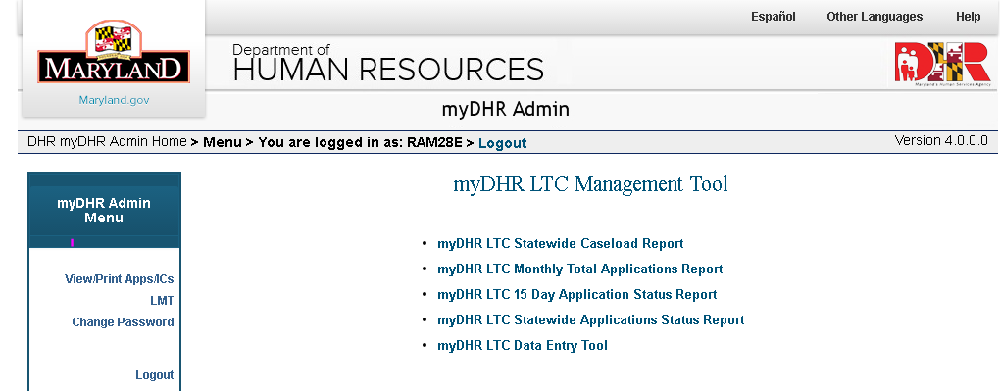 Español Other Languages Help
MARYLAND
Maryland.gov
Department of
HUMAN RESOURCES
DHR
Maryland's Human Services Agency
myDHR Admin
DHR myDHR Admin Home > Menu > You are logged in as: RAM28E > Logout
Version 4.0.0.0
myDHR Admin
Menu
View/Print Apps/ICs
LMT
Change Password
Logout
myDHR LTC Management Tool
• myDHR LTC Statewide Caseload Report
• myDHR LTC Monthly Total Applications Report
• myDHR LTC 15 Day Application Status Report
• myDHR LTC Statewide Applications Status Report
• myDHR LTC Data Entry Tool